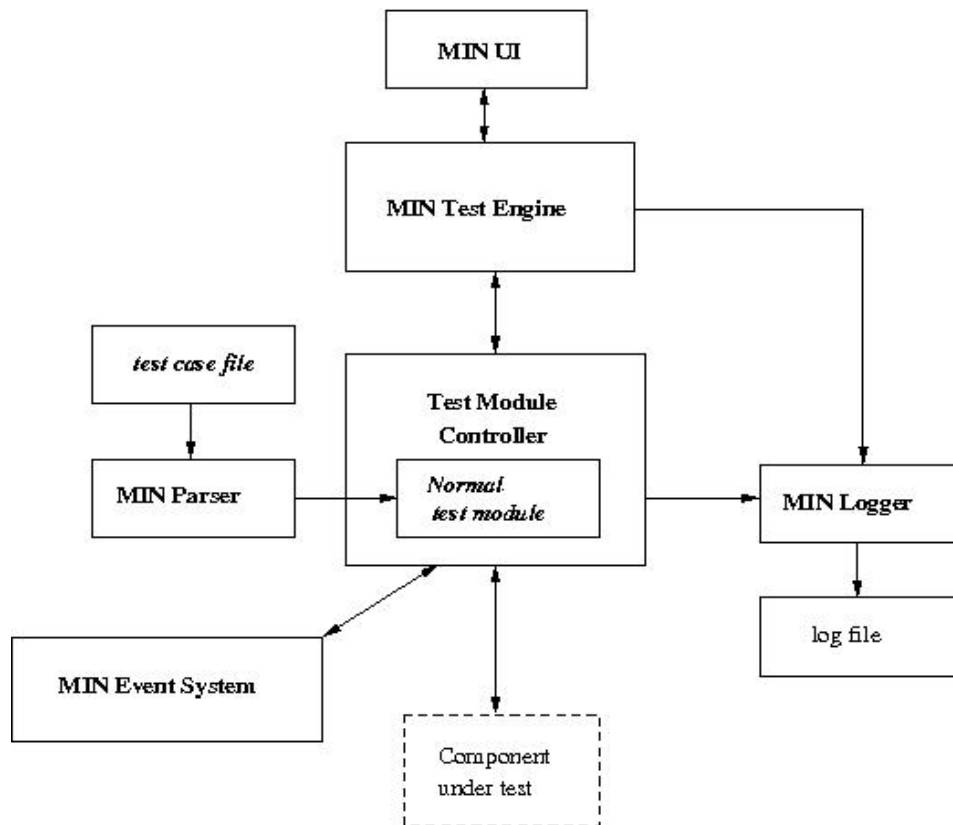 MIN UI
MIN Test Engine
test case file
Test Module
Controller
MIN Parser
Normal
test module
MIN Logger
log file
MIN Event System
Component
under test